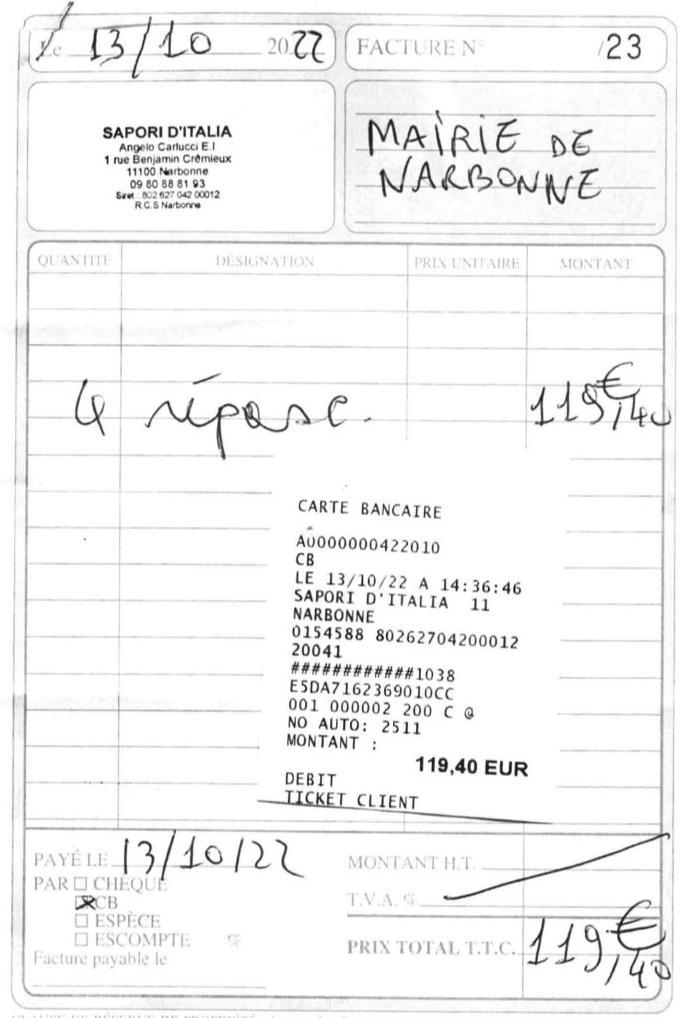 Le 13/10 2022
FACTURE N° /23
SAPORI D'ITALIA
Angelo Carlucci E.I
1 rue Benjamin Crémieux
11100 Narbonne
09 80 88 81 93
Siret : 802 627 042 00012
R.C.S Narbonne
MAIRIE DE
NARBONNE
QUANTITÉ DÉSIGNATION PRIX UNITAIRE MONTANT
4 répasc. 119,40 €
CARTE BANCAIRE
A0000000422010
CB
LE 13/10/22 A 14:36:46
SAPORI D'ITALIA 11
NARBONNE
0154588 80262704200012
20041
############1038
E5DA7162369010CC
001 000002 200 C @
NO AUTO: 2511
MONTANT :
119,40 EUR
DEBIT
TICKET CLIENT
PAYÉ LE 13/10/22
PAR ☐ CHÈQUE
☒ CB
☐ ESPÈCE
☐ ESCOMPTE %
Facture payable le
MONTANT H.T.
T.V.A. %
PRIX TOTAL T.T.C. 119,40 €